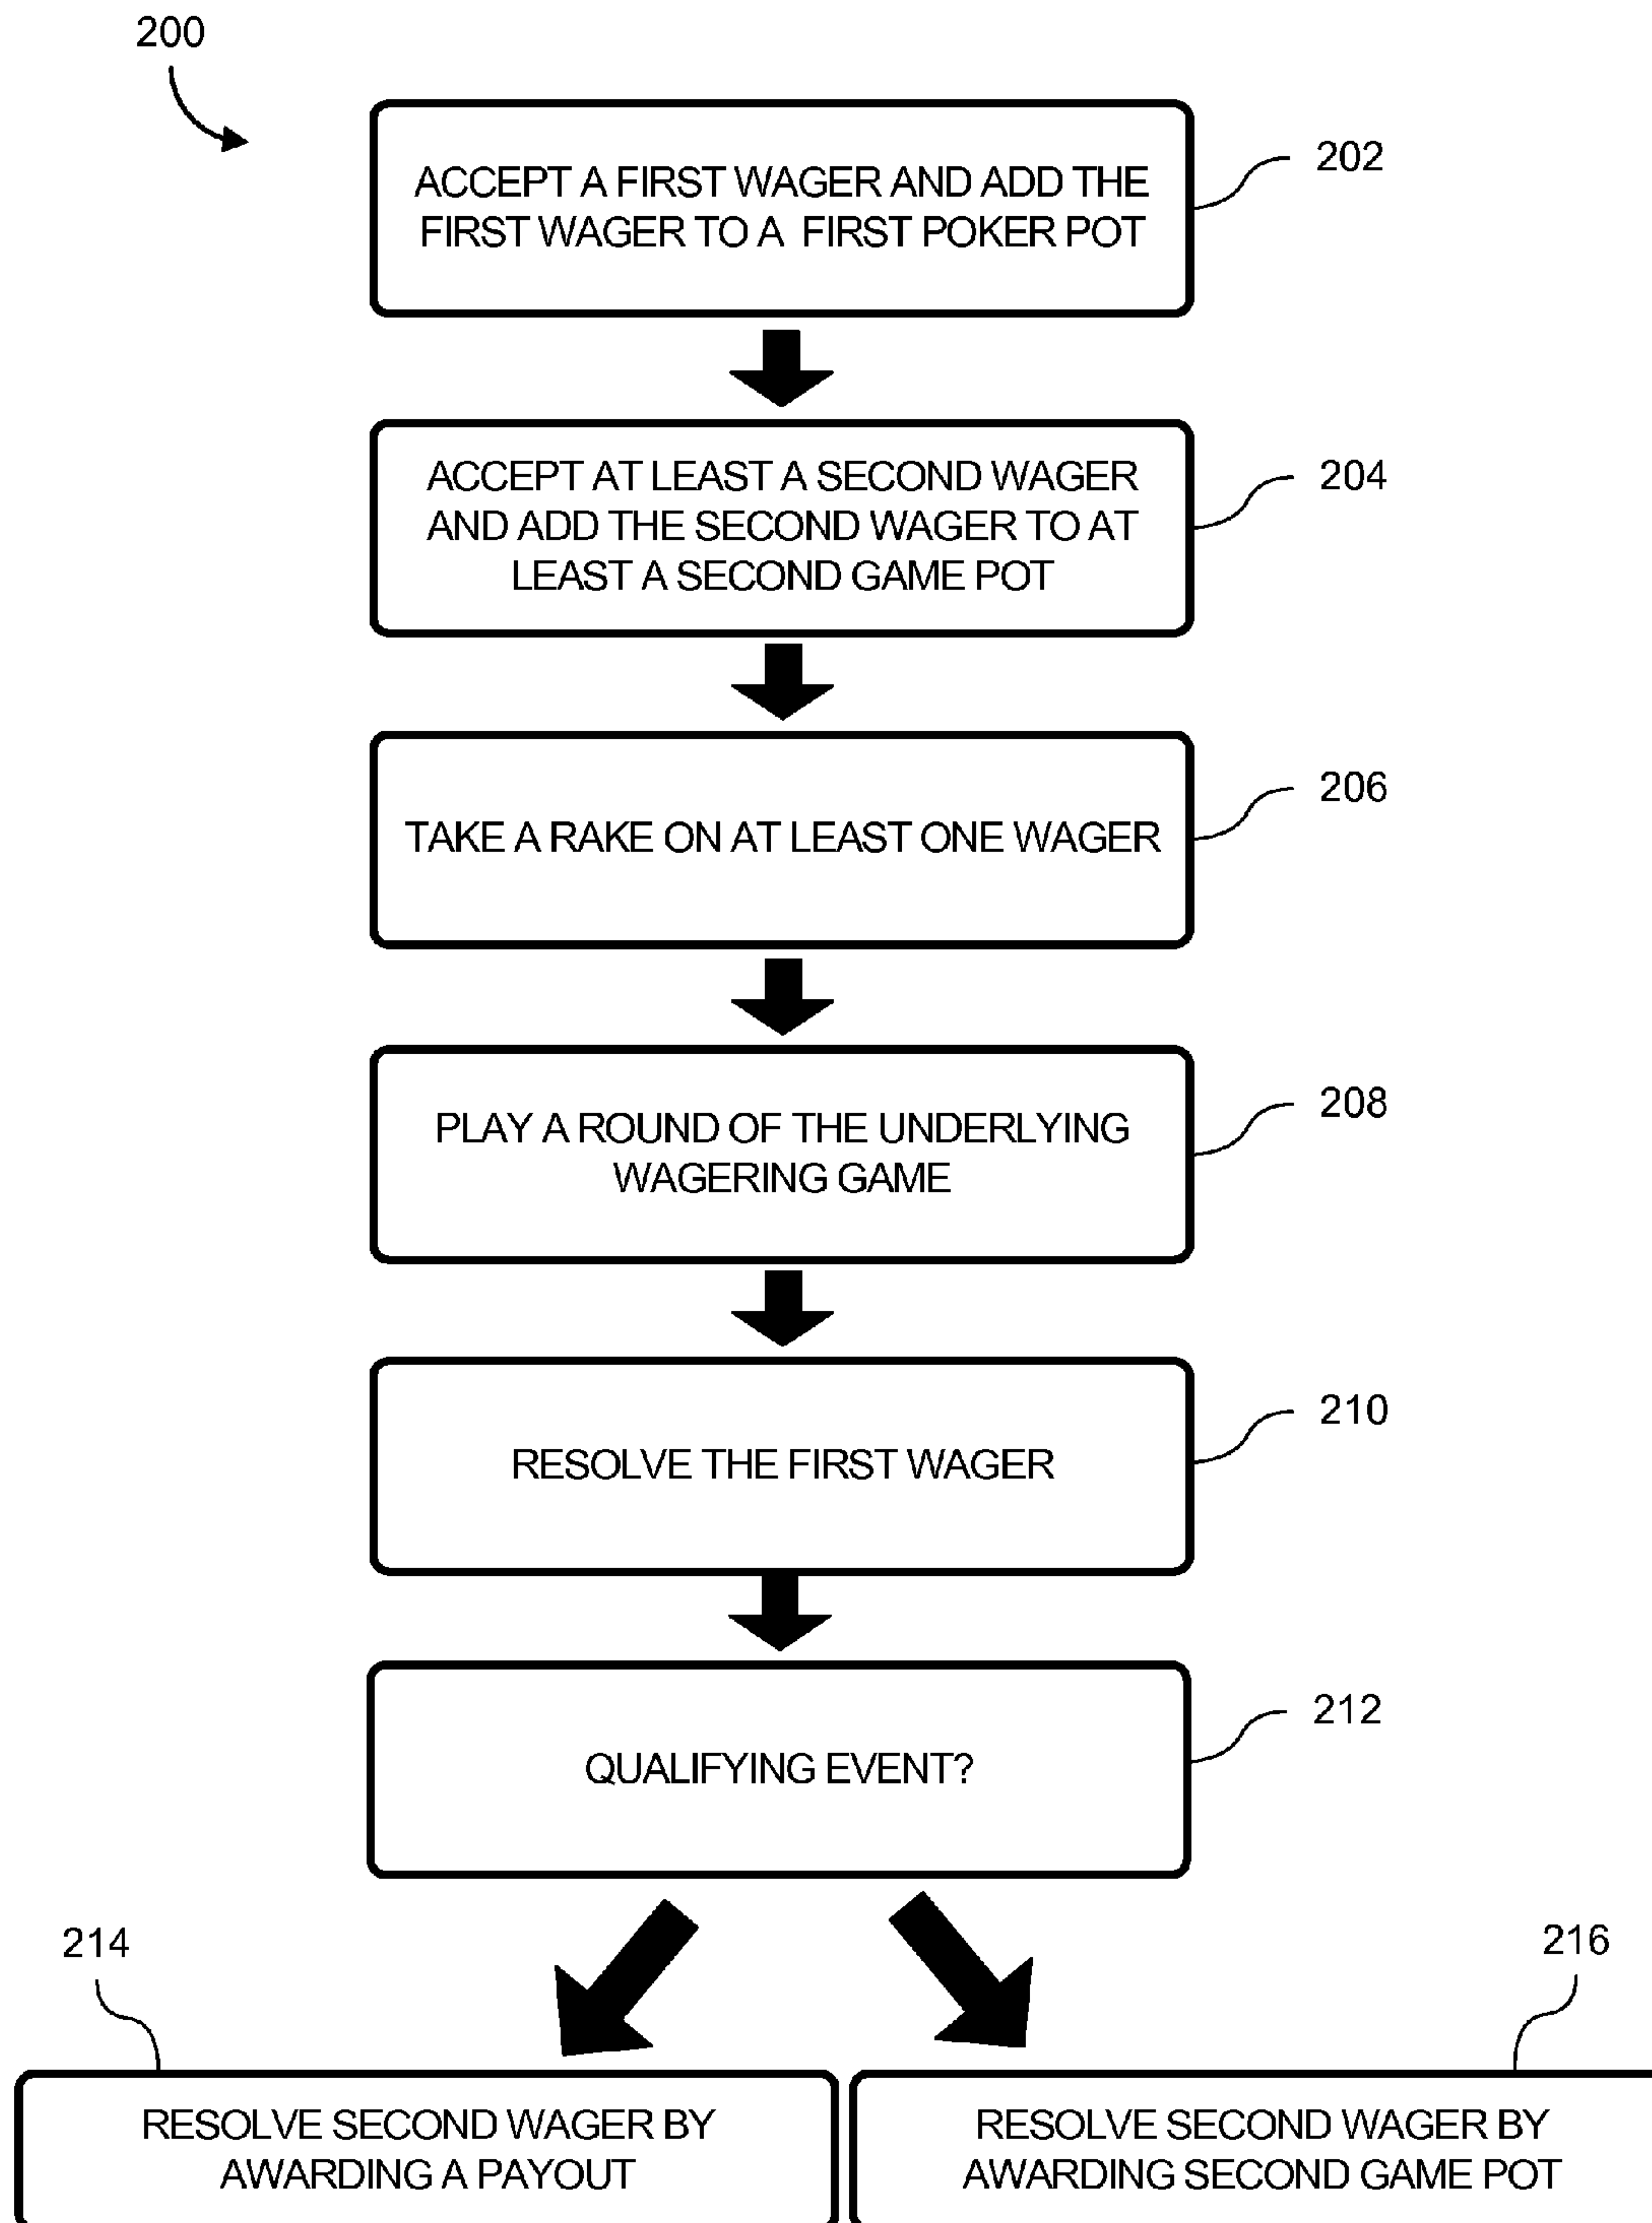 200
ACCEPT A FIRST WAGER AND ADD THE
FIRST WAGER TO A FIRST POKER POT
202
ACCEPT AT LEAST A SECOND WAGER
AND ADD THE SECOND WAGER TO AT
LEAST A SECOND GAME POT
204
TAKE A RAKE ON AT LEAST ONE WAGER
206
PLAY A ROUND OF THE UNDERLYING
WAGERING GAME
208
RESOLVE THE FIRST WAGER
210
QUALIFYING EVENT?
212
214
RESOLVE SECOND WAGER BY
AWARDING A PAYOUT
216
RESOLVE SECOND WAGER BY
AWARDING SECOND GAME POT